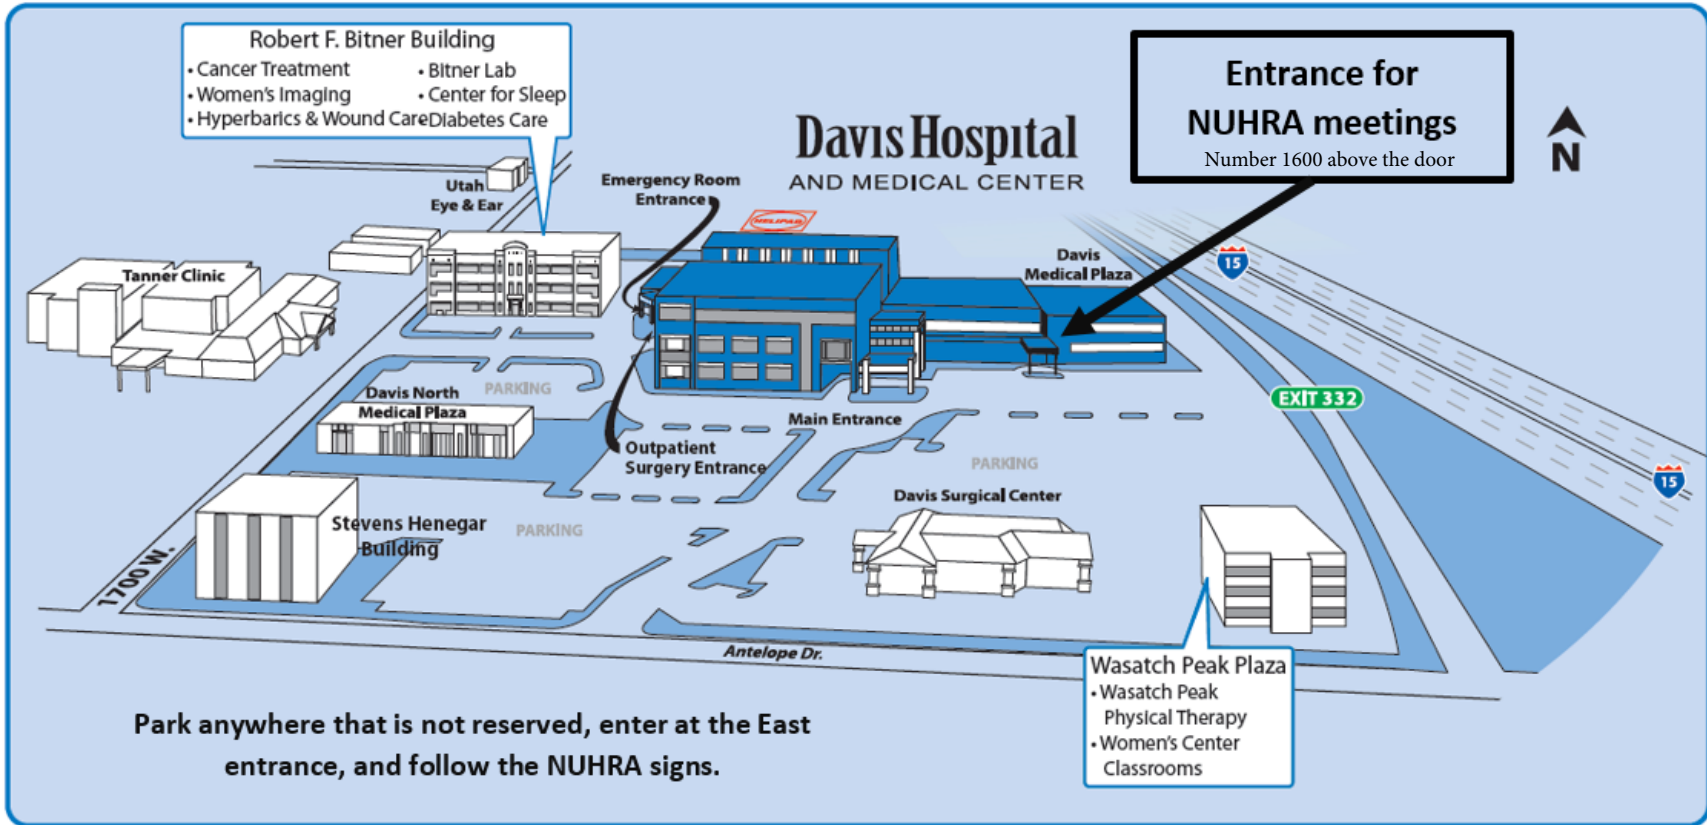 Robert F. Bitner Building
• Cancer Treatment
• Women's Imaging
• Hyperbarics & Wound Care
• Bitner Lab
• Center for Sleep
•Diabetes Care
Davis Hospital
AND MEDICAL CENTER
Entrance for
NUHRA meetings
Number 1600 above the door
N
Utah
Eye & Ear
Emergency Room
Entrance
HELIPAD
Tanner Clinic
Davis
Medical Plaza
15
Davis North
Medical Plaza
PARKING
EXIT 332
Main Entrance
Outpatient
Surgery Entrance
PARKING
15
Davis Surgical Center
Stevens Henegar
Building
PARKING
1700 W.
Antelope Dr.
Wasatch Peak Plaza
• Wasatch Peak
Physical Therapy
• Women's Center
Classrooms
Park anywhere that is not reserved, enter at the East
entrance, and follow the NUHRA signs.